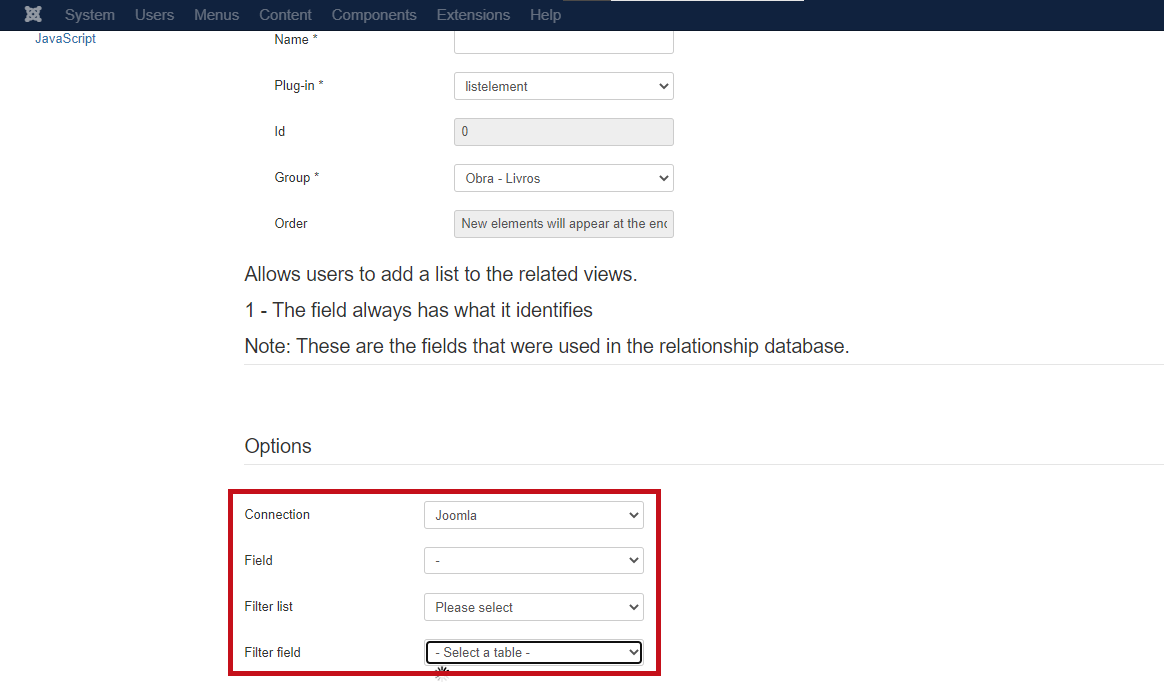 System Users Menus Content Components Extensions Help
JavaScript
Name *
Plug-in * listelement
Id 0
Group * Obra - Livros
Order New elements will appear at the enc
Allows users to add a list to the related views.
1 - The field always has what it identifies
Note: These are the fields that were used in the relationship database.
Options
Connection Joomla
Field -
Filter list Please select
Filter field - Select a table -